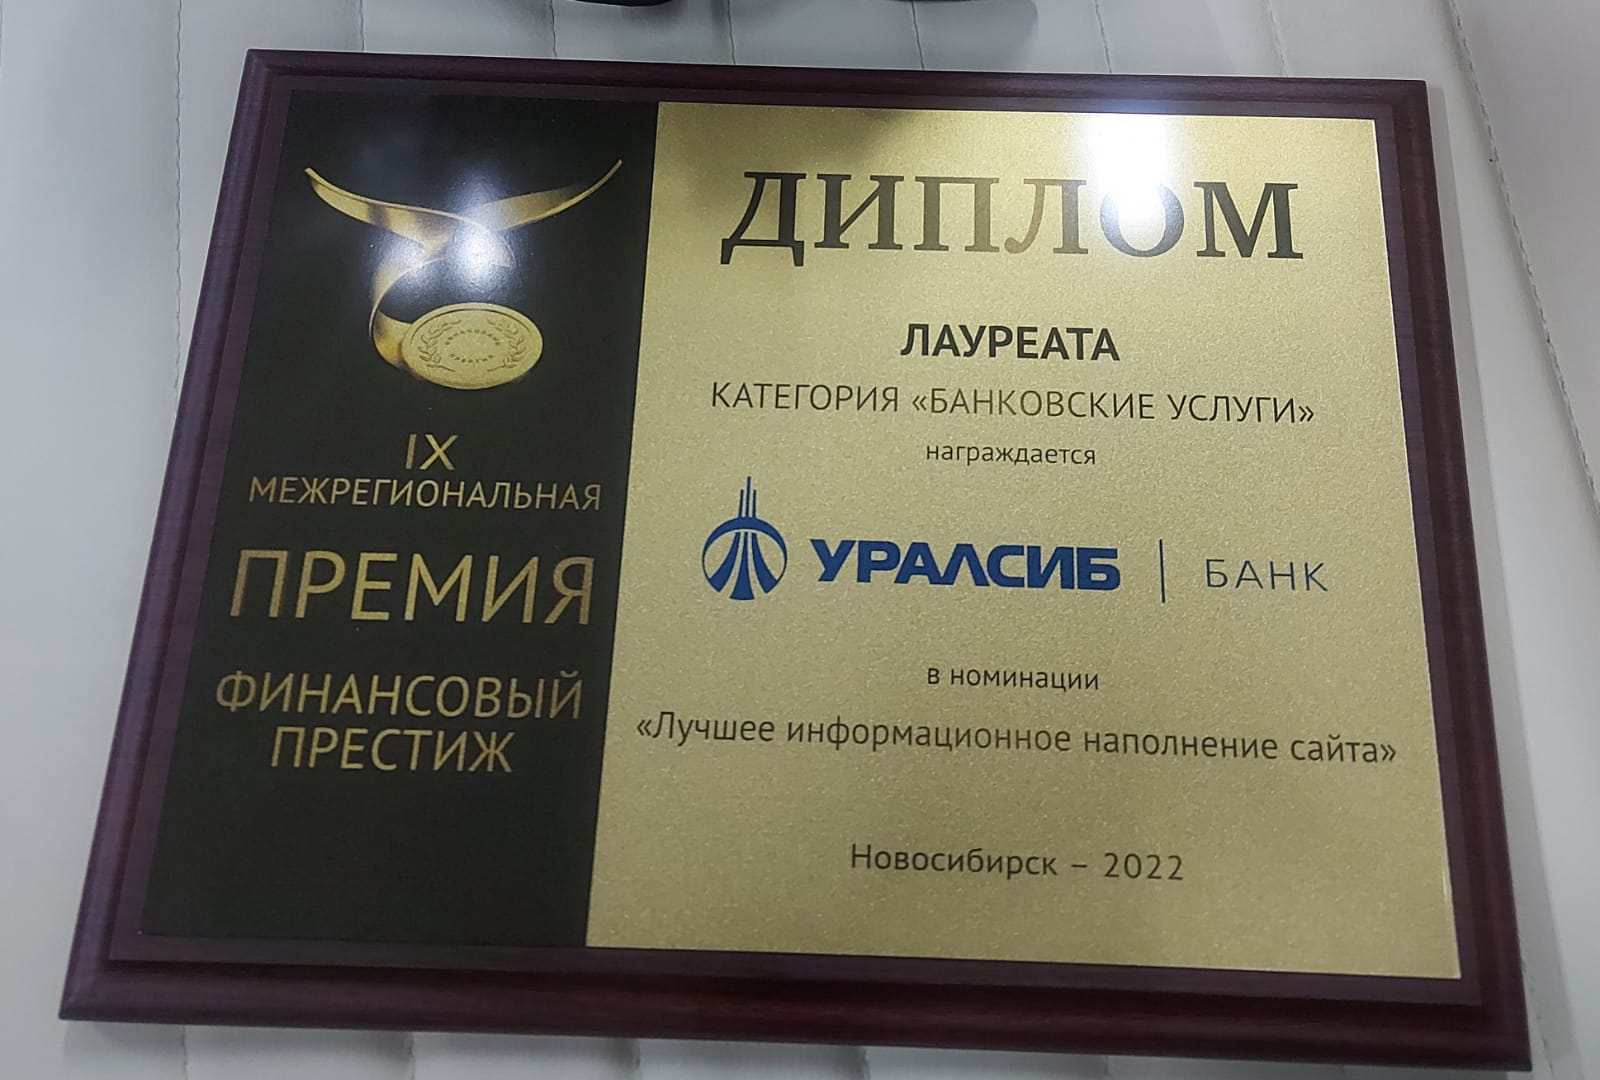 IX
МЕЖРЕГИОНАЛЬНАЯ
ПРЕМИЯ
ФИНАНСОВЫЙ
ПРЕСТИЖ
ДИПЛОМ
ЛАУРЕАТА
КАТЕГОРИЯ «БАНКОВСКИЕ УСЛУГИ»
награждается
УРАЛСИБ | БАНК
в номинации
«Лучшее информационное наполнение сайта»
Новосибирск – 2022